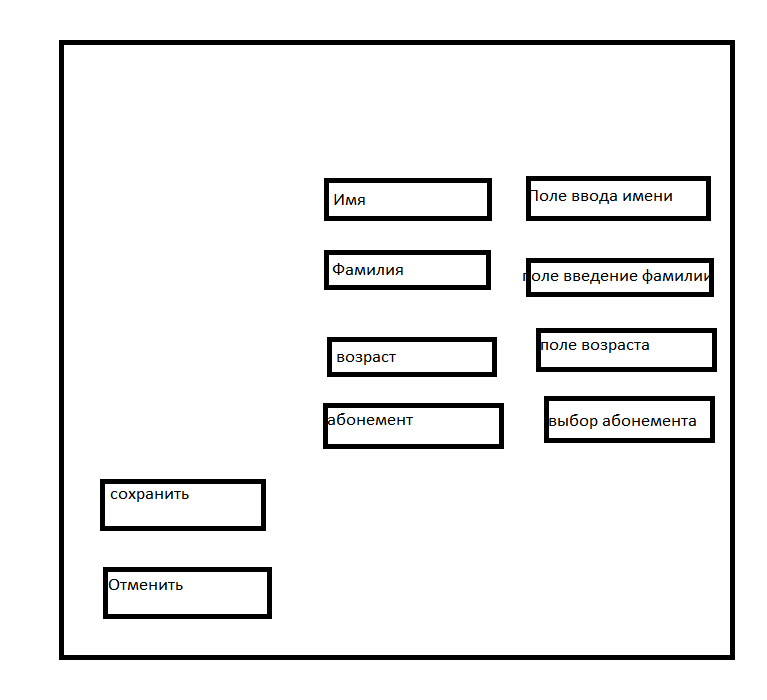 Имя
Поле ввода имени
Фамилия
поле введение фамилии
возраст
поле возраста
абонемент
выбор абонемента
сохранить
Отменить